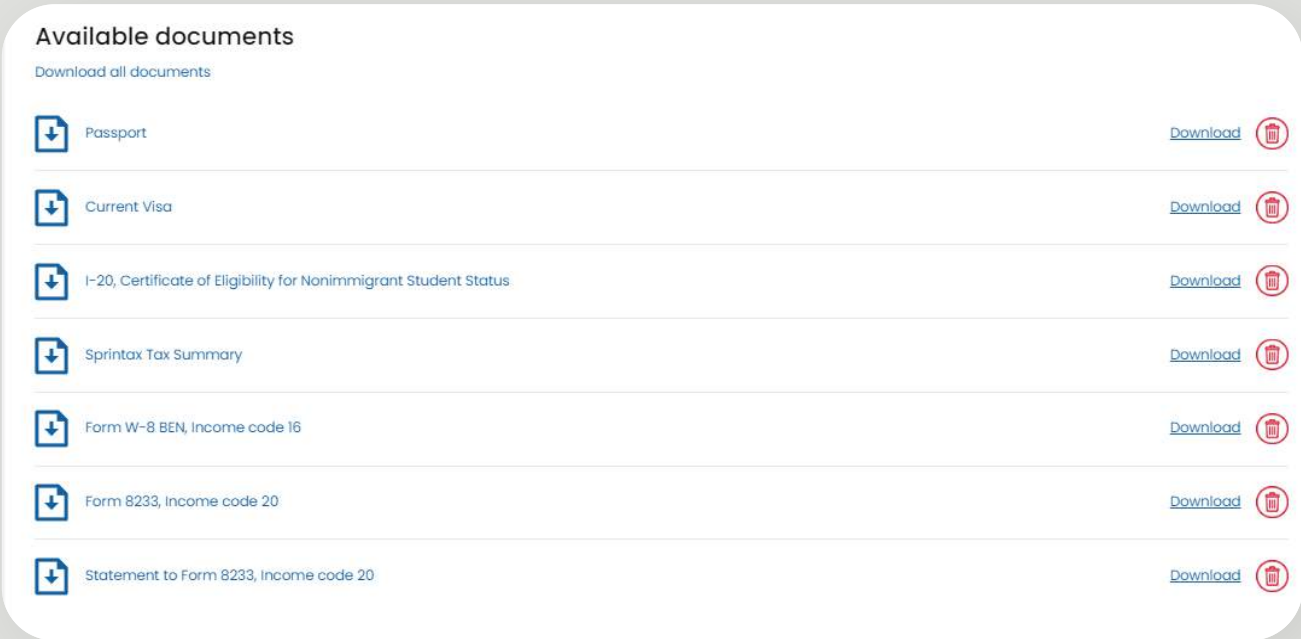 Available documents
Download all documents
Passport Download
Current Visa Download
I-20, Certificate of Eligibility for Nonimmigrant Student Status Download
Sprintax Tax Summary Download
Form W-8 BEN, Income code 16 Download
Form 8233, Income code 20 Download
Statement to Form 8233, Income code 20 Download